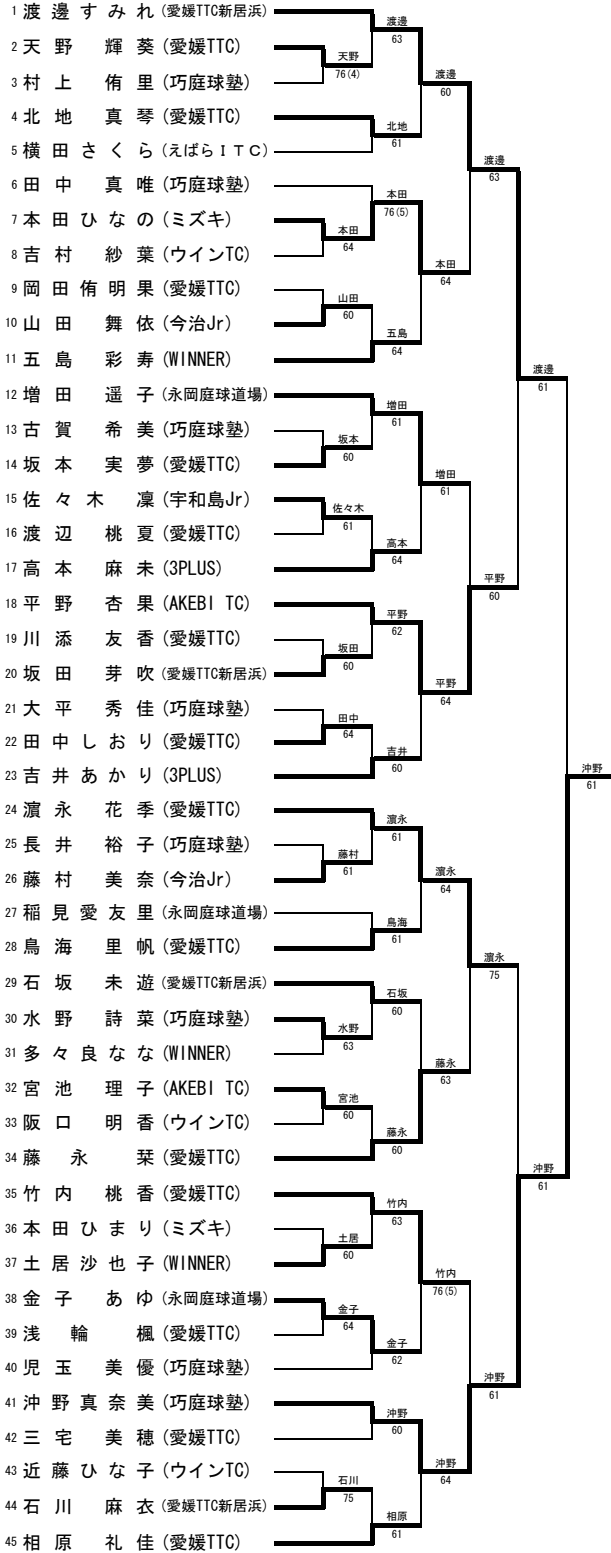 1 渡邊すみれ (愛媛TTC新居浜)
2 天野輝葵 (愛媛TTC)
3 村上侑里 (巧庭球塾)
4 北地真琴 (愛媛TTC)
5 横田さくら (えばらITC)
6 田中真唯 (巧庭球塾)
7 本田ひなの (ミズキ)
8 吉村紗葉 (ウインTC)
9 岡田侑明果 (愛媛TTC)
10 山田舞依 (今治Jr)
11 五島彩寿 (WINNER)
12 増田遥子 (永岡庭球道場)
13 古賀希美 (巧庭球塾)
14 坂本実夢 (愛媛TTC)
15 佐々木凜 (宇和島Jr)
16 渡辺桃夏 (愛媛TTC)
17 高本麻未 (3PLUS)
18 平野杏果 (AKEBI TC)
19 川添友香 (愛媛TTC)
20 坂田芽吹 (愛媛TTC新居浜)
21 大平秀佳 (巧庭球塾)
22 田中しおり (愛媛TTC)
23 吉井あかり (3PLUS)
24 濵永花季 (愛媛TTC)
25 長井裕子 (巧庭球塾)
26 藤村美奈 (今治Jr)
27 稲見愛友里 (永岡庭球道場)
28 鳥海里帆 (愛媛TTC)
29 石坂未遊 (愛媛TTC新居浜)
30 水野詩菜 (巧庭球塾)
31 多々良なな (WINNER)
32 宮池理子 (AKEBI TC)
33 阪口明香 (ウインTC)
34 藤永栞 (愛媛TTC)
35 竹内桃香 (愛媛TTC)
36 本田ひまり (ミズキ)
37 土居沙也子 (WINNER)
38 金子あゆ (永岡庭球道場)
39 浅輪楓 (愛媛TTC)
40 児玉美優 (巧庭球塾)
41 沖野真奈美 (巧庭球塾)
42 三宅美穂 (愛媛TTC)
43 近藤ひな子 (ウインTC)
44 石川麻衣 (愛媛TTC新居浜)
45 相原礼佳 (愛媛TTC)
天野
76(4)
本田
64
山田
60
坂本
60
佐々木
61
坂田
60
田中
64
藤村
61
水野
63
宮池
60
土居
60
金子
64
石川
75
渡邊
63
北地
61
本田
76(5)
五島
64
増田
61
高本
64
平野
62
吉井
60
濵永
61
鳥海
61
石坂
60
藤永
60
竹内
63
金子
62
沖野
60
相原
61
渡邊
60
本田
64
増田
61
平野
64
濵永
64
藤永
63
竹内
76(5)
沖野
64
渡邊
63
平野
60
濵永
75
沖野
61
渡邊
61
沖野
61
沖野
61